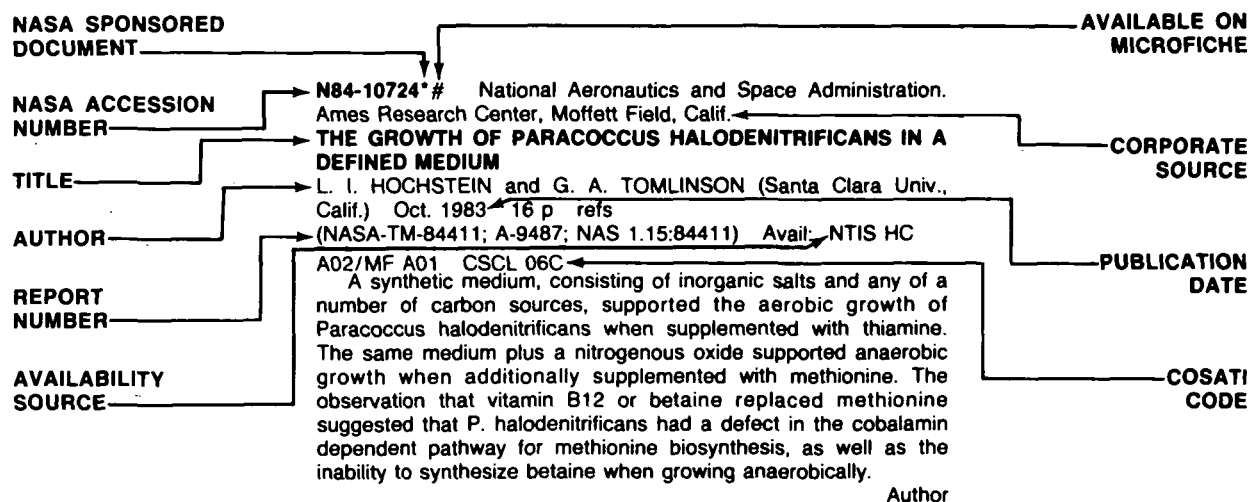 NASA SPONSORED
DOCUMENT
AVAILABLE ON
MICROFICHE
NASA ACCESSION
NUMBER
TITLE
AUTHOR
REPORT
NUMBER
AVAILABILITY
SOURCE
N84-10724*# National Aeronautics and Space Administration.
Ames Research Center, Moffett Field, Calif.
THE GROWTH OF PARACOCCUS HALODENITRIFICANS IN A
DEFINED MEDIUM
L. I. HOCHSTEIN and G. A. TOMLINSON (Santa Clara Univ.,
Calif.) Oct. 1983 16 p refs
(NASA-TM-84411; A-9487; NAS 1.15:84411) Avail: NTIS HC
A02/MF A01 CSCL 06C
A synthetic medium, consisting of inorganic salts and any of a
number of carbon sources, supported the aerobic growth of
Paracoccus halodenitrificans when supplemented with thiamine.
The same medium plus a nitrogenous oxide supported anaerobic
growth when additionally supplemented with methionine. The
observation that vitamin B12 or betaine replaced methionine
suggested that P. halodenitrificans had a defect in the cobalamin
dependent pathway for methionine biosynthesis, as well as the
inability to synthesize betaine when growing anaerobically.
Author
CORPORATE
SOURCE
PUBLICATION
DATE
COSATI
CODE